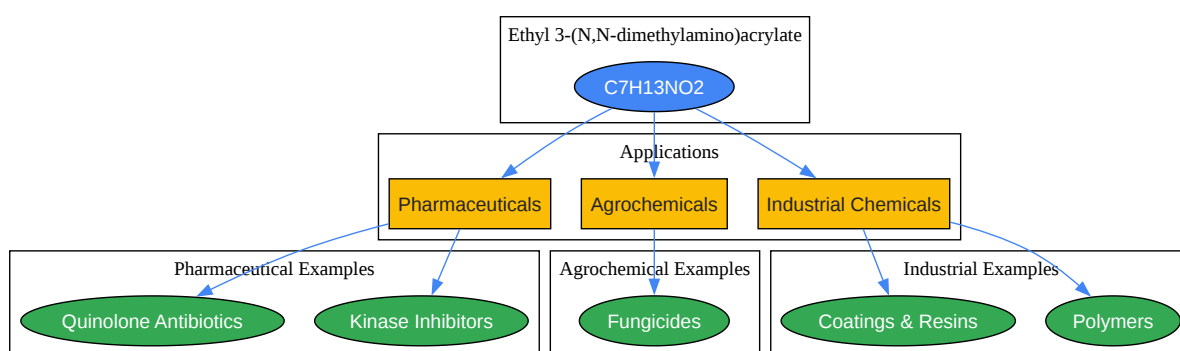 Ethyl 3-(N,N-dimethylamino)acrylate
C7H13NO2
Applications
Pharmaceuticals
Agrochemicals
Industrial Chemicals
Pharmaceutical Examples
Agrochemical Examples
Industrial Examples
Quinolone Antibiotics
Kinase Inhibitors
Fungicides
Coatings & Resins
Polymers